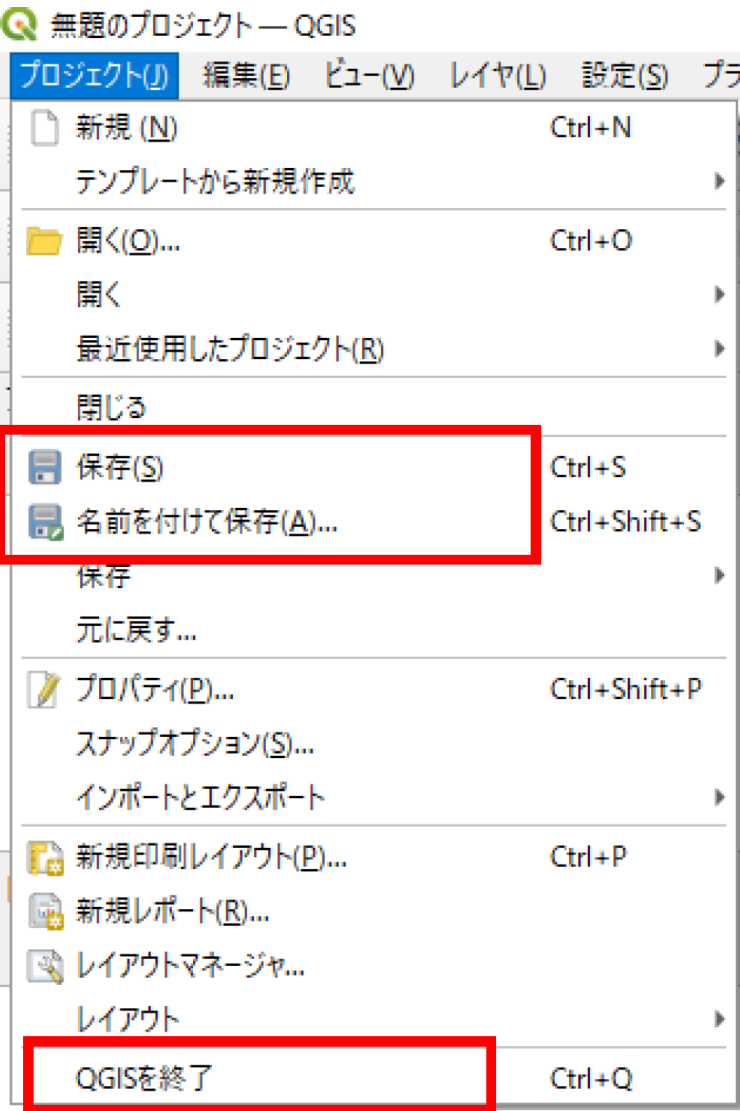 無題のプロジェクト — QGIS
プロジェクト(J) 編集(E) ビュー(V) レイヤ(L) 設定(S) プラ
新規 (N) Ctrl+N
テンプレートから新規作成
開く(O)... Ctrl+O
開く
最近使用したプロジェクト(R)
閉じる
保存(S) Ctrl+S
名前を付けて保存(A)... Ctrl+Shift+S
保存
元に戻す...
プロパティ(P)... Ctrl+Shift+P
スナップオプション(S)...
インポートとエクスポート
新規印刷レイアウト(P)... Ctrl+P
新規レポート(R)...
レイアウトマネージャ...
レイアウト
QGISを終了 Ctrl+Q